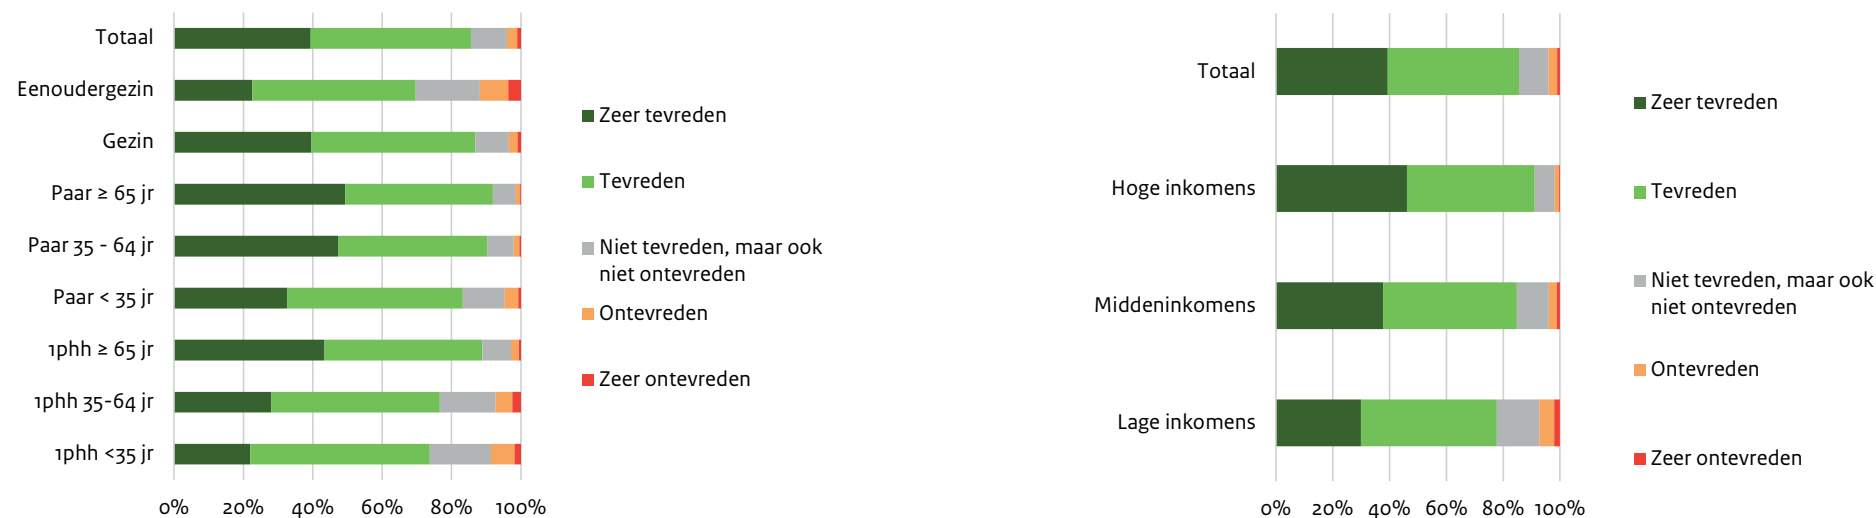 Totaal
Eenoudergezin
Gezin
Paar ≥ 65 jr
Paar 35 - 64 jr
Paar < 35 jr
1phh ≥ 65 jr
1phh 35-64 jr
1phh <35 jr
0% 20% 40% 60% 80% 100%
Zeer tevreden
Tevreden
Niet tevreden, maar ook
niet ontevreden
Ontevreden
Zeer ontevreden
Totaal
Hoge inkomens
Middeninkomens
Lage inkomens
0% 20% 40% 60% 80% 100%
Zeer tevreden
Tevreden
Niet tevreden, maar ook
niet ontevreden
Ontevreden
Zeer ontevreden